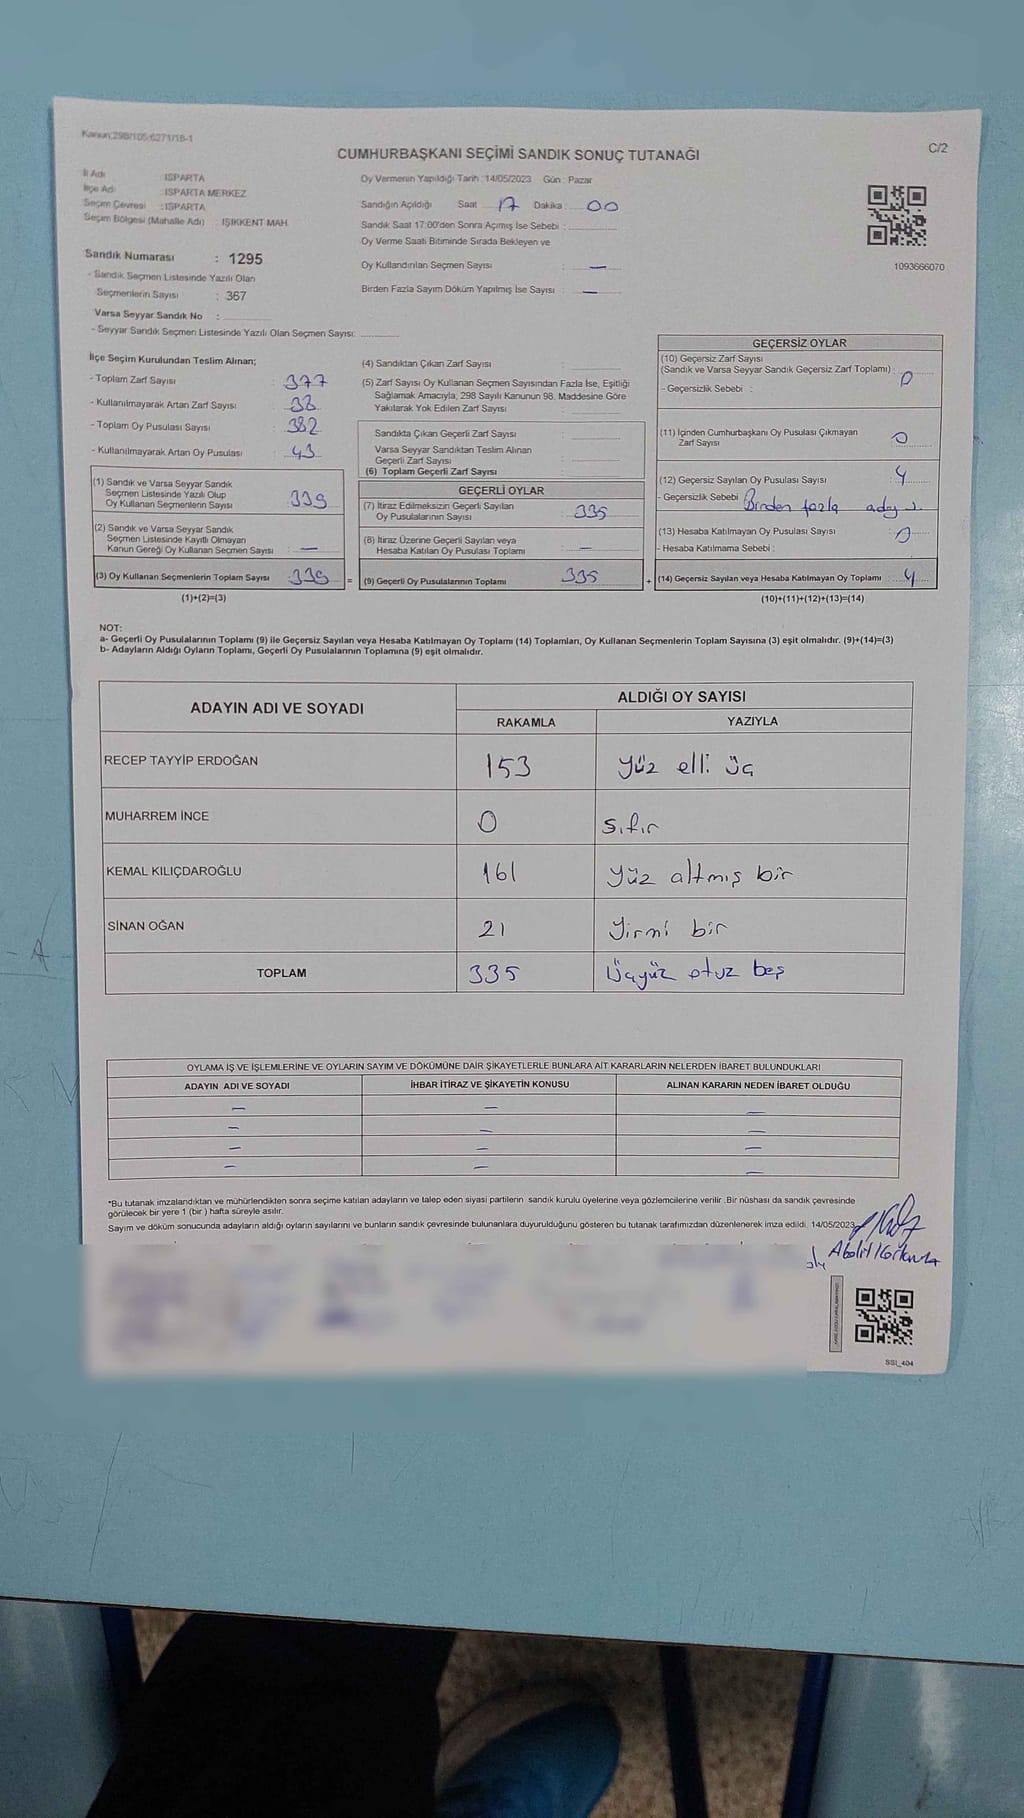 Kanun:298/105;6271/18-1
CUMHURBAŞKANI SEÇİMİ SANDIK SONUÇ TUTANAĞI
C/2
İl Adı : ISPARTA
İlçe Adı : ISPARTA MERKEZ
Seçim Çevresi : ISPARTA
Seçim Bölgesi (Mahalle Adı) : IŞIKKENT MAH.
Sandık Numarası : 1295
- Sandık Seçmen Listesinde Yazılı Olan
Seçmenlerin Sayısı : 367
Varsa Seyyar Sandık No :
- Seyyar Sandık Seçmen Listesinde Yazılı Olan Seçmen Sayısı:
Oy Vermenin Yapıldığı Tarih :14/05/2023 Gün : Pazar
Sandığın Açıldığı Saat 17 Dakika : 00
Sandık Saat 17:00'den Sonra Açımış İse Sebebi :
Oy Verme Saati Bitiminde Sırada Bekleyen ve
Oy Kullandırılan Seçmen Sayısı : —
Birden Fazla Sayım Döküm Yapılmış İse Sayısı : —
1093666070
İlçe Seçim Kurulundan Teslim Alınan;
- Toplam Zarf Sayısı : 377
- Kullanılmayarak Artan Zarf Sayısı : 38
- Toplam Oy Pusulası Sayısı : 382
- Kullanılmayarak Artan Oy Pusulası : 43
(1) Sandık ve Varsa Seyyar Sandık
Seçmen Listesinde Yazılı Olup
Oy Kullanan Seçmenlerin Sayısı : 339
(2) Sandık ve Varsa Seyyar Sandık
Seçmen Listesinde Kayıtlı Olmayan
Kanun Gereği Oy Kullanan Seçmen Sayısı : —
(3) Oy Kullanan Seçmenlerin Toplam Sayısı : 339 =
(1)+(2)=(3)
(4) Sandıktan Çıkan Zarf Sayısı :
(5) Zarf Sayısı Oy Kullanan Seçmen Sayısından Fazla İse, Eşitliği
Sağlamak Amacıyla, 298 Sayılı Kanunun 98. Maddesine Göre
Yakılarak Yok Edilen Zarf Sayısı :
Sandıkta Çıkan Geçerli Zarf Sayısı :
Varsa Seyyar Sandıktan Teslim Alınan
Geçerli Zarf Sayısı :
(6) Toplam Geçerli Zarf Sayısı :
GEÇERLİ OYLAR
(7) İtiraz Edilmeksizin Geçerli Sayılan
Oy Pusulalarının Sayısı : 335
(8) İtiraz Üzerine Geçerli Sayılan veya
Hesaba Katılan Oy Pusulası Toplamı : —
(9) Geçerli Oy Pusulalarının Toplamı : 335 +
GEÇERSİZ OYLAR
(10) Geçersiz Zarf Sayısı
(Sandık ve Varsa Seyyar Sandık Geçersiz Zarf Toplamı) : 0
- Geçersizlik Sebebi :
(11) İçinden Cumhurbaşkanı Oy Pusulası Çıkmayan
Zarf Sayısı : 0
(12) Geçersiz Sayılan Oy Pusulası Sayısı : 4
- Geçersizlik Sebebi : Birden fazla aday
(13) Hesaba Katılmayan Oy Pusulası Sayısı : 0
- Hesaba Katılmama Sebebi :
(14) Geçersiz Sayılan veya Hesaba Katılmayan Oy Toplamı : 4
(10)+(11)+(12)+(13)=(14)
NOT:
a- Geçerli Oy Pusulalarının Toplamı (9) ile Geçersiz Sayılan veya Hesaba Katılmayan Oy Toplamı (14) Toplamları, Oy Kullanan Seçmenlerin Toplam Sayısına (3) eşit olmalıdır. (9)+(14)=(3)
b- Adayların Aldığı Oyların Toplamı, Geçerli Oy Pusulalarının Toplamına (9) eşit olmalıdır.
ADAYIN ADI VE SOYADI
ALDIĞI OY SAYISI
RAKAMLA YAZIYLA
RECEP TAYYİP ERDOĞAN 153 Yüz elli üç
MUHARREM İNCE 0 sıfır
KEMAL KILIÇDAROĞLU 161 Yüz altmış bir
SİNAN OĞAN 21 Yirmi bir
TOPLAM 335 Üçyüz otuz beş
OYLAMA İŞ VE İŞLEMLERİNE VE OYLARIN SAYIM VE DÖKÜMÜNE DAİR ŞİKAYETLERLE BUNLARA AİT KARARLARIN NELERDEN İBARET BULUNDUKLARI
ADAYIN ADI VE SOYADI İHBAR İTİRAZ VE ŞİKAYETİN KONUSU ALINAN KARARIN NEDEN İBARET OLDUĞU
— — —
— — —
— — —
— — —
*Bu tutanak imzalandıktan ve mühürlendikten sonra seçime katılan adayların ve talep eden siyasi partilerin sandık kurulu üyelerine veya gözlemcilerine verilir .Bir nüshası da sandık çevresinde
görülecek bir yere 1 (bir ) hafta süreyle asılır.
Sayım ve döküm sonucunda adayların aldığı oyların sayılarını ve bunların sandık çevresinde bulunanlara duyurulduğunu gösteren bu tutanak tarafımızdan düzenlenerek imza edildi. 14/05/2023
SSI_404